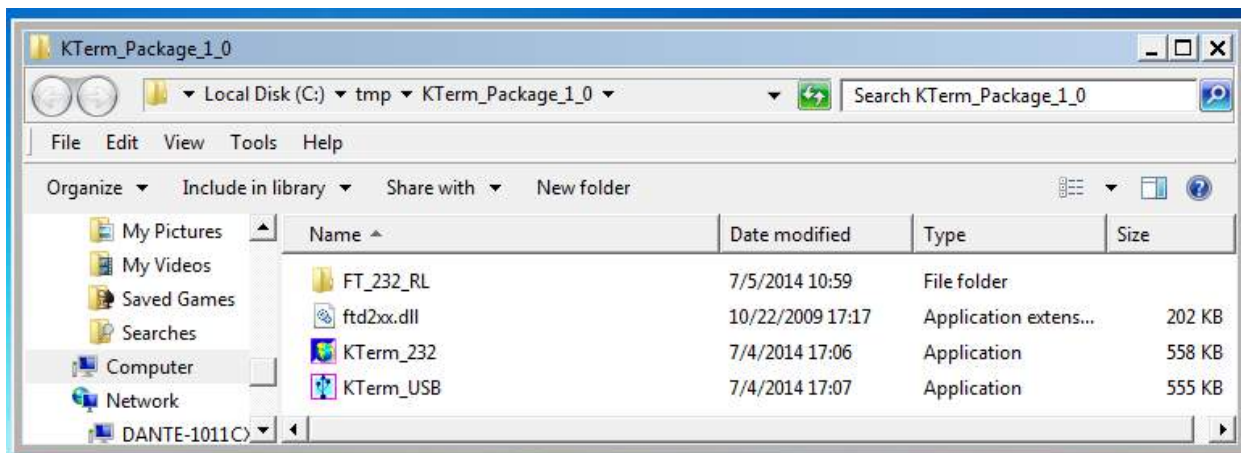 KTerm_Package_1_0
Local Disk (C:) tmp KTerm_Package_1_0 Search KTerm_Package_1_0
File Edit View Tools Help
Organize Include in library Share with New folder
My Pictures
My Videos
Saved Games
Searches
Computer
Network
DANTE-1011CX
Name Date modified Type Size
FT_232_RL 7/5/2014 10:59 File folder
ftd2xx.dll 10/22/2009 17:17 Application extens... 202 KB
KTerm_232 7/4/2014 17:06 Application 558 KB
KTerm_USB 7/4/2014 17:07 Application 555 KB